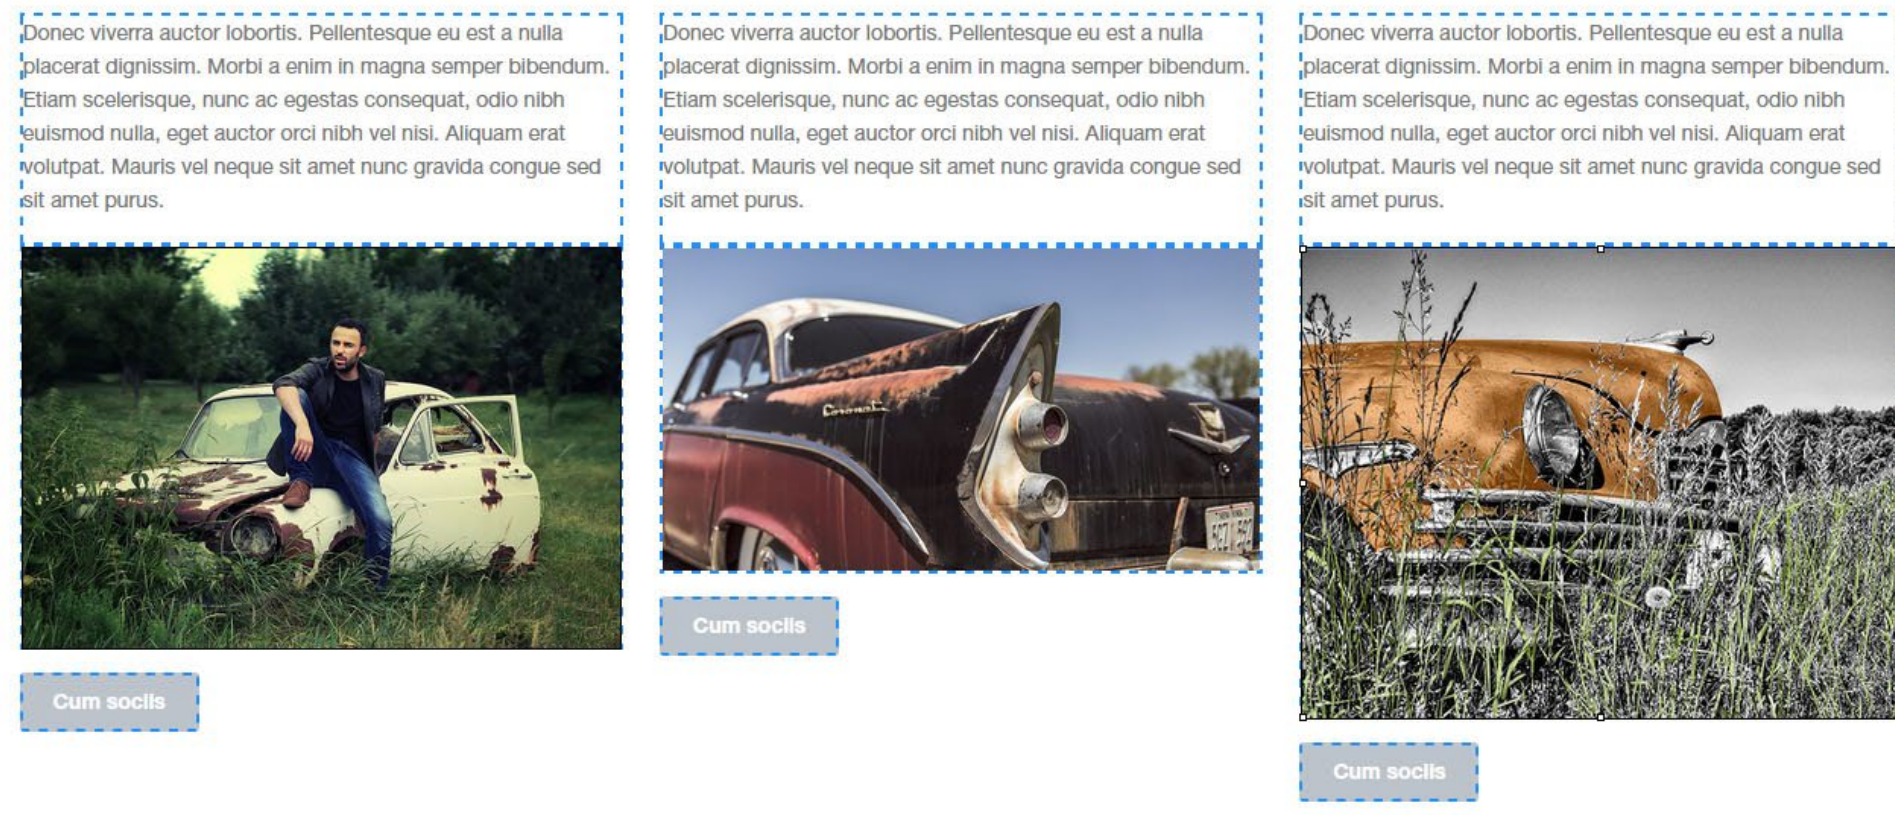 Donec viverra auctor lobortis. Pellentesque eu est a nulla
placerat dignissim. Morbi a enim in magna semper bibendum.
Etiam scelerisque, nunc ac egestas consequat, odio nibh
euismod nulla, eget auctor orci nibh vel nisi. Aliquam erat
volutpat. Mauris vel neque sit amet nunc gravida congue sed
sit amet purus.
Cum sociis
Donec viverra auctor lobortis. Pellentesque eu est a nulla
placerat dignissim. Morbi a enim in magna semper bibendum.
Etiam scelerisque, nunc ac egestas consequat, odio nibh
euismod nulla, eget auctor orci nibh vel nisi. Aliquam erat
volutpat. Mauris vel neque sit amet nunc gravida congue sed
sit amet purus.
Coronet
Cum sociis
Donec viverra auctor lobortis. Pellentesque eu est a nulla
placerat dignissim. Morbi a enim in magna semper bibendum.
Etiam scelerisque, nunc ac egestas consequat, odio nibh
euismod nulla, eget auctor orci nibh vel nisi. Aliquam erat
volutpat. Mauris vel neque sit amet nunc gravida congue sed
sit amet purus.
Cum sociis